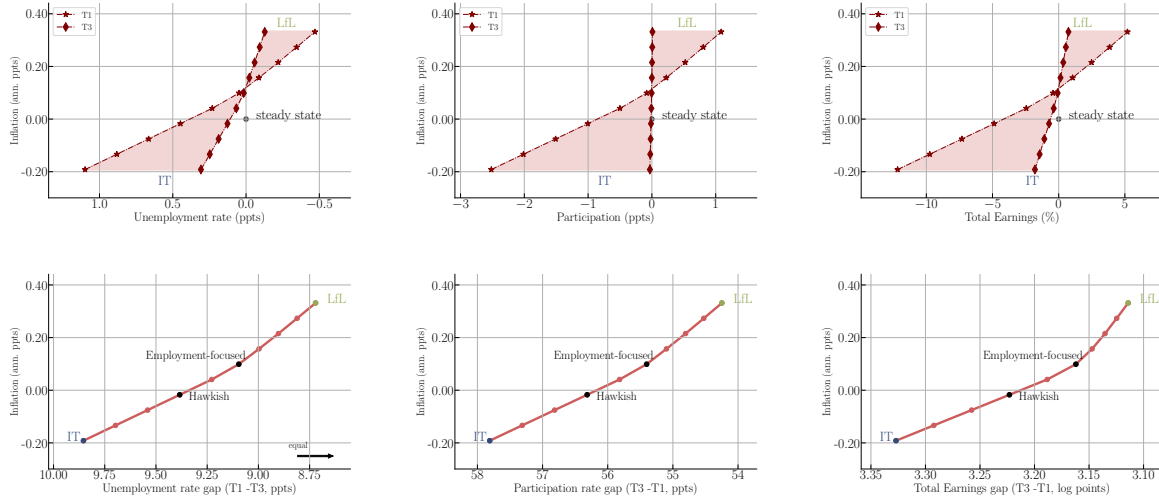 T1
T3
LfL
0.20
0.00
-0.20
Inflation (ann. ppts)
steady state
IT
1.0
0.5
0.0
−0.5
Unemployment rate (ppts)
T1
T3
LfL
0.20
0.00
-0.20
Inflation (ann. ppts)
steady state
IT
−3
−2
−1
0
1
Participation (ppts)
T1
T3
LfL
0.20
0.00
-0.20
Inflation (ann. ppts)
steady state
IT
−10
−5
0
5
Total Earnings (%)
0.40
0.20
0.00
-0.20
Inflation (ann. ppts)
LfL
Employment-focused
Hawkish
IT
equal
10.00
9.75
9.50
9.25
9.00
8.75
Unemployment rate gap (T1 -T3, ppts)
0.40
0.20
0.00
-0.20
Inflation (ann. ppts)
LfL
Employment-focused
Hawkish
IT
58
57
56
55
54
Participation rate gap (T3 -T1, ppts)
0.40
0.20
0.00
-0.20
Inflation (ann. ppts)
LfL
Employment-focused
Hawkish
IT
3.35
3.30
3.25
3.20
3.15
3.10
Total Earnings gap (T3 -T1, log points)